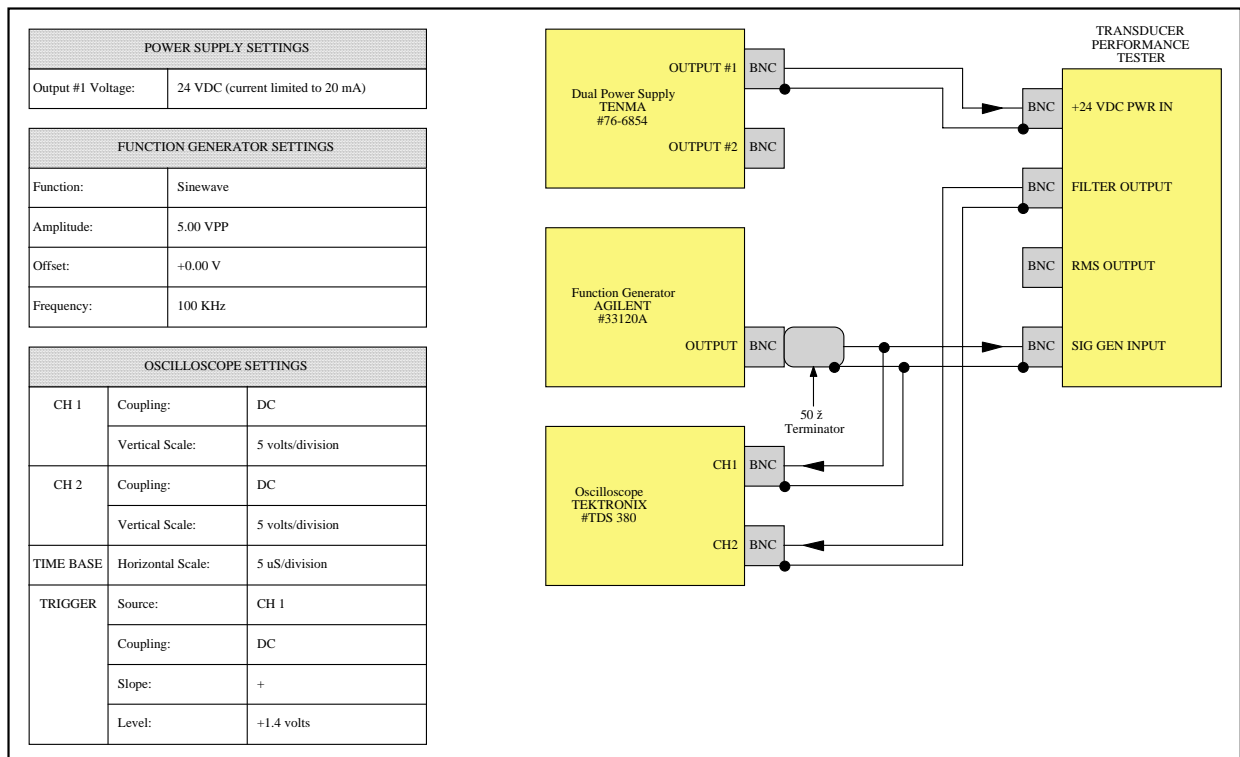 POWER SUPPLY SETTINGS
Output #1 Voltage: 24 VDC (current limited to 20 mA)
FUNCTION GENERATOR SETTINGS
Function: Sinewave
Amplitude: 5.00 VPP
Offset: +0.00 V
Frequency: 100 KHz
OSCILLOSCOPE SETTINGS
CH 1 Coupling: DC
Vertical Scale: 5 volts/division
CH 2 Coupling: DC
Vertical Scale: 5 volts/division
TIME BASE Horizontal Scale: 5 uS/division
TRIGGER Source: CH 1
Coupling: DC
Slope: +
Level: +1.4 volts
OUTPUT #1 BNC
Dual Power Supply
TENMA
#76-6854
OUTPUT #2 BNC
Function Generator
AGILENT
#33120A
OUTPUT BNC
50 ž
Terminator
CH1 BNC
Oscilloscope
TEKTRONIX
#TDS 380
CH2 BNC
TRANSDUCER
PERFORMANCE
TESTER
BNC +24 VDC PWR IN
BNC FILTER OUTPUT
BNC RMS OUTPUT
BNC SIG GEN INPUT